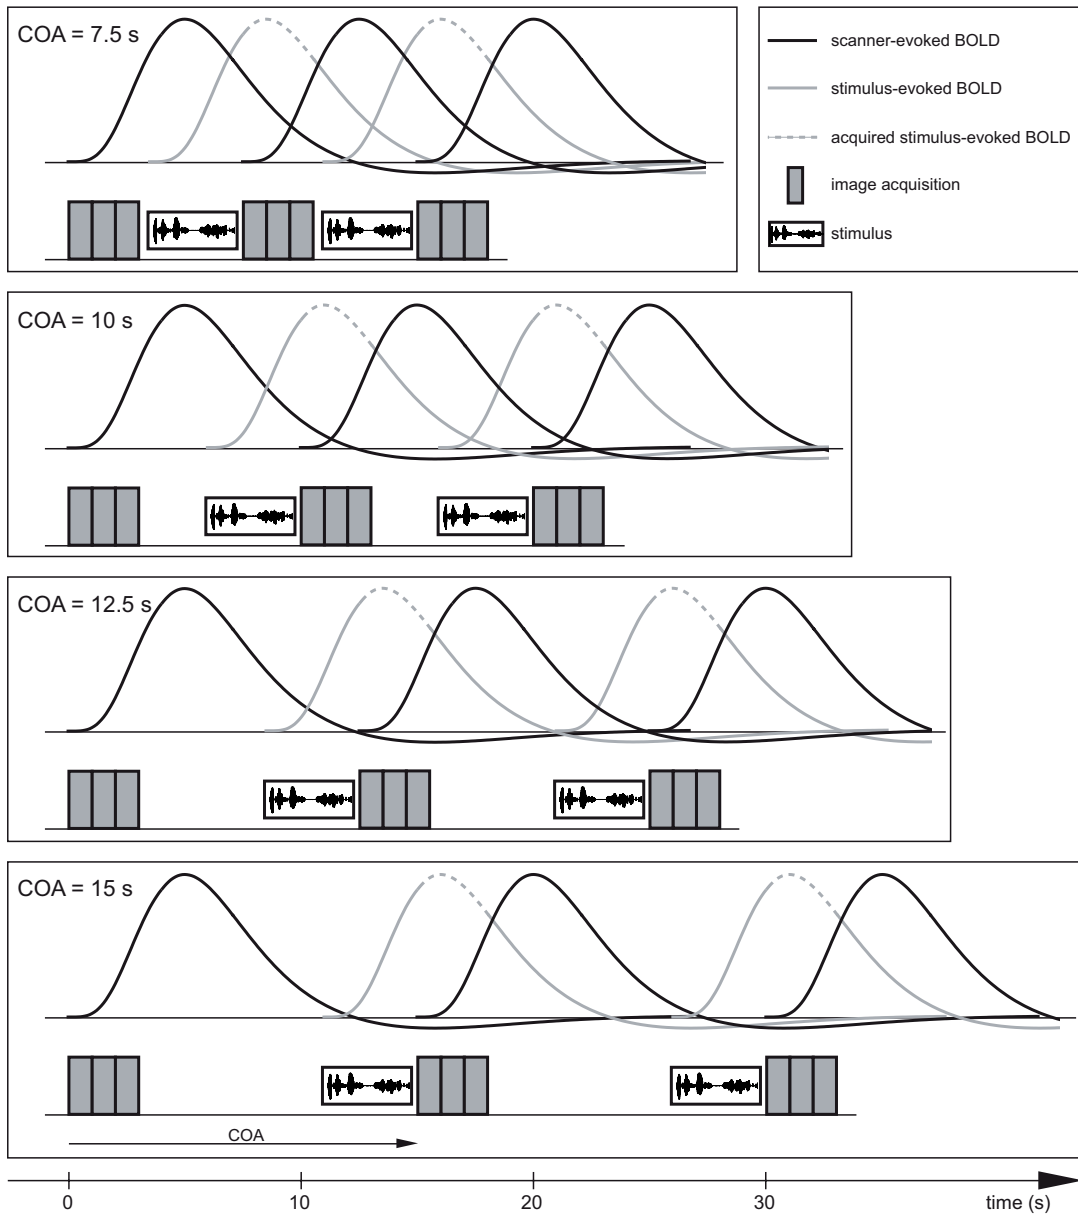 COA = 7.5 s
scanner-evoked BOLD
stimulus-evoked BOLD
acquired stimulus-evoked BOLD
image acquisition
stimulus
COA = 10 s
COA = 12.5 s
COA = 15 s
COA
0 10 20 30 time (s)